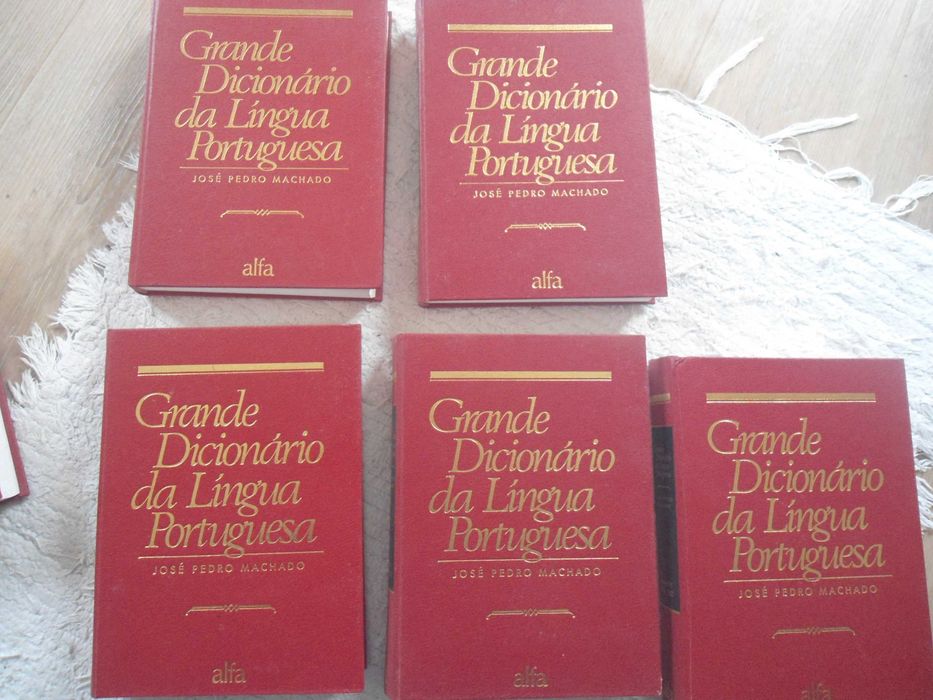 Grande
Dicionário
da Língua
Portuguesa
JOSÉ PEDRO MACHADO
alfa
Grande
Dicionário
da Língua
Portuguesa
JOSÉ PEDRO MACHADO
alfa
Grande
Dicionário
da Língua
Portuguesa
JOSÉ PEDRO MACHADO
alfa
Grande
Dicionário
da Língua
Portuguesa
JOSÉ PEDRO MACHADO
alfa
Grande
Dicionário
da Língua
Portuguesa
JOSÉ PEDRO MACHADO
alfa